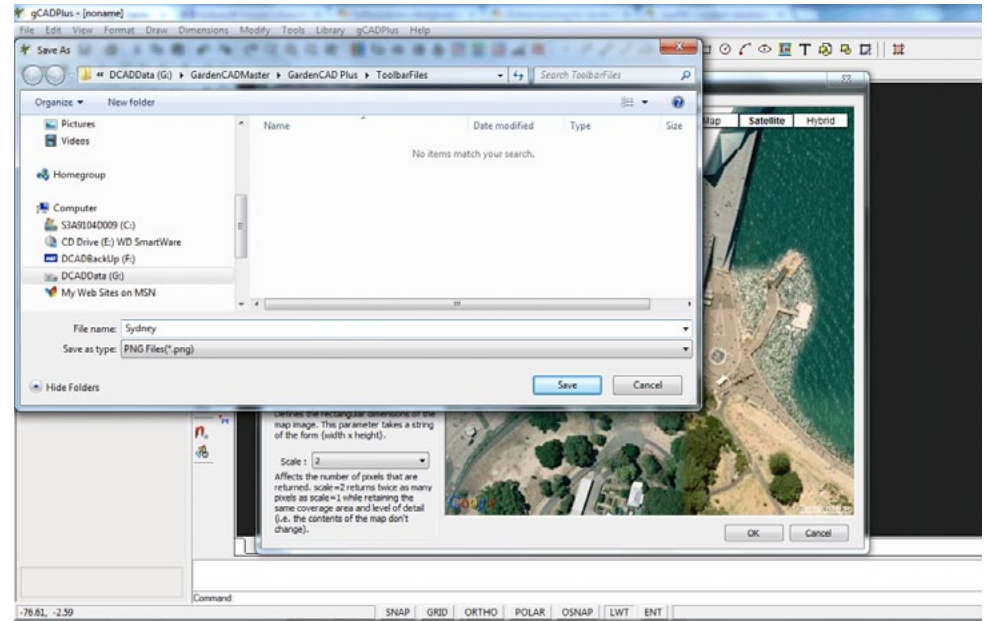 gCADPlus - [noname]
File Edit View Format Draw Dimensions Modify Tools Library gCADPlus Help
Save As
« DCADData (G:) ▸ GardenCADMaster ▸ GardenCAD Plus ▸ ToolbarFiles
Search ToolbarFiles
Organize New folder
Pictures
Videos
Homegroup
Computer
S3A9104D009 (C:)
CD Drive (E:) WD SmartWare
DCADBackUp (F:)
DCADData (G:)
My Web Sites on MSN
Name Date modified Type Size
No items match your search.
File name: Sydney
Save as type: PNG Files(*.png)
Hide Folders
Save Cancel
Map Satellite Hybrid
Defines the rectangular dimensions of the
map image. This parameter takes a string
of the form {width x height}.
Scale : 2
Affects the number of pixels that are
returned. scale=2 returns twice as many
pixels as scale=1 while retaining the
same coverage area and level of detail
(i.e. the contents of the map don't
change).
Google
OK Cancel
Command:
-76.61, -2.59
SNAP GRID ORTHO POLAR OSNAP LWT ENT